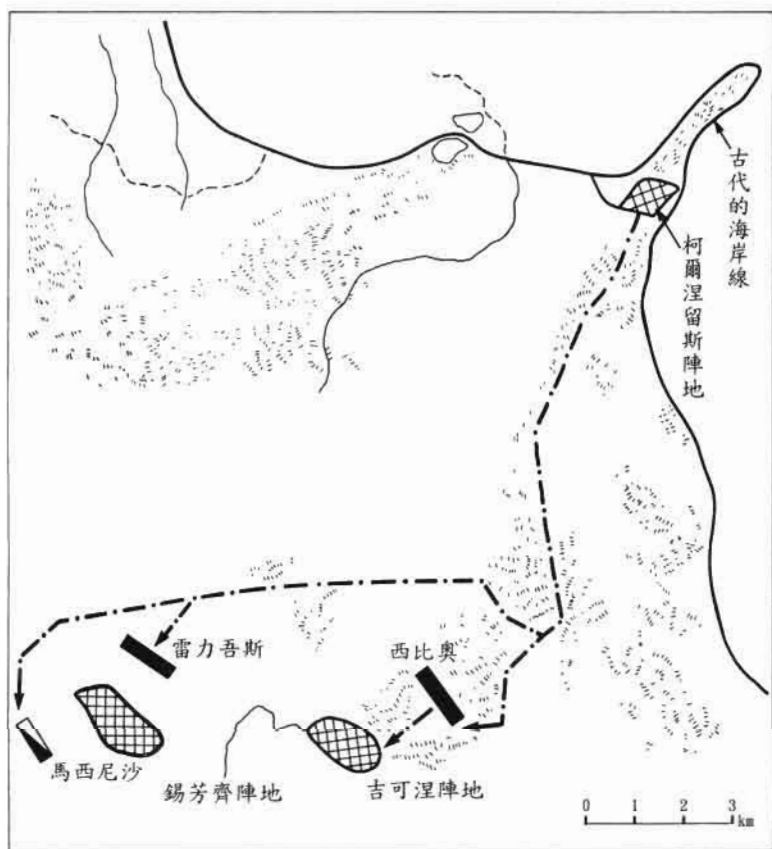 古代的海岸線
柯爾涅留斯陣地
雷力吾斯
西比奧
馬西尼沙
錫芳齊陣地
吉可涅陣地
0 1 2 3
km